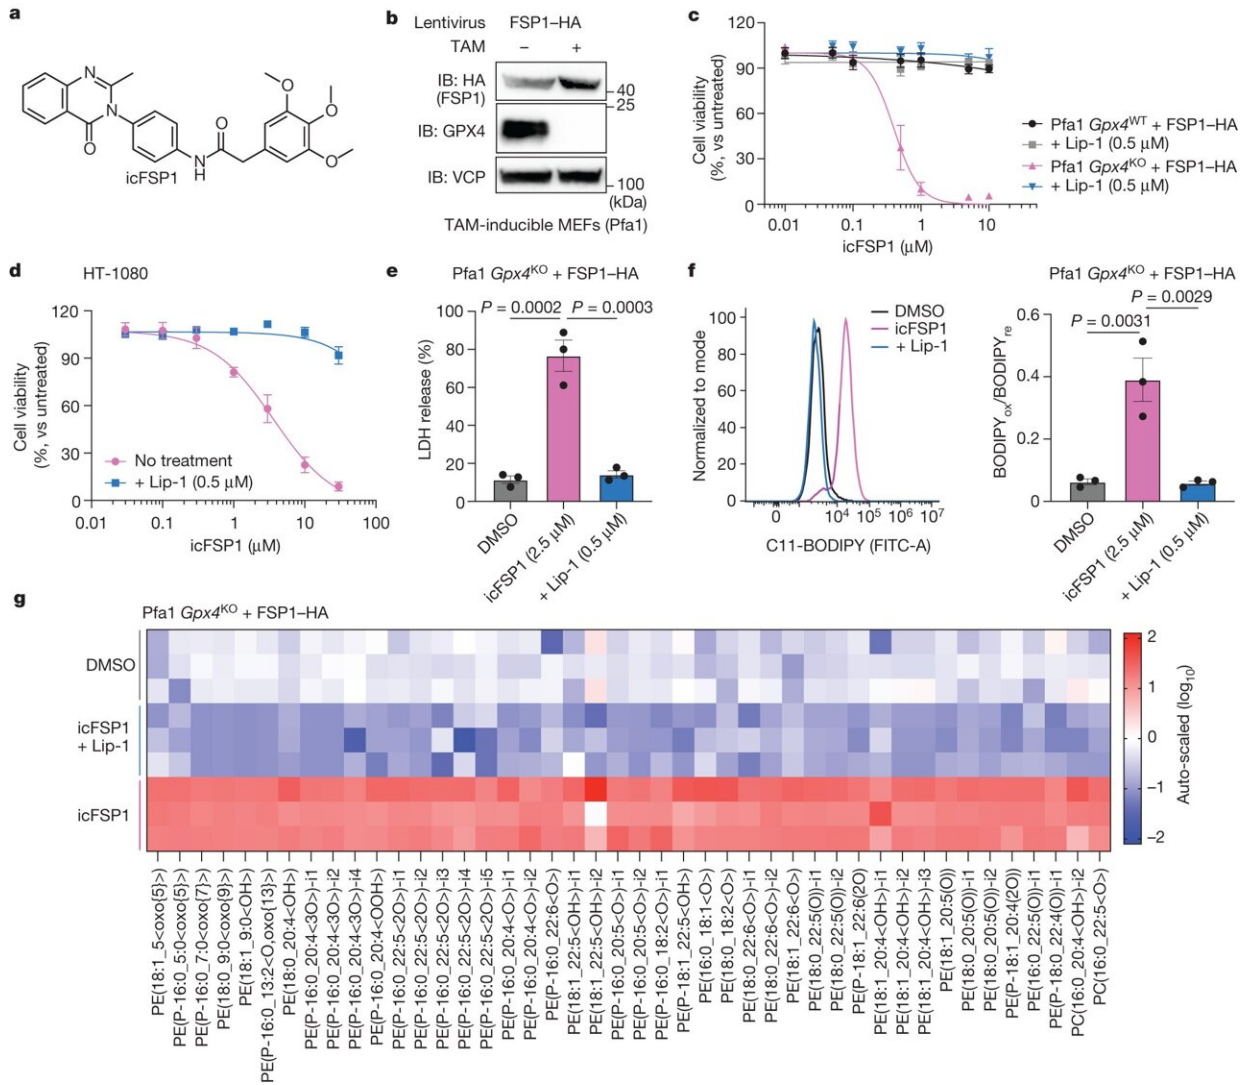 a
N
N
O
O
N
H
O
O
O
icFSP1
b
Lentivirus FSP1–HA
TAM – +
IB: HA
(FSP1)
40
25
IB: GPX4
IB: VCP
100
(kDa)
TAM-inducible MEFs (Pfa1)
c
120
90
60
30
0
Cell viability
(%, vs untreated)
0.01 0.1 1 10
icFSP1 (μM)
Pfa1 Gpx4WT + FSP1–HA
+ Lip-1 (0.5 μM)
Pfa1 Gpx4KO + FSP1–HA
+ Lip-1 (0.5 μM)
d
HT-1080
120
90
60
30
0
Cell viability
(%, vs untreated)
No treatment
+ Lip-1 (0.5 μM)
0.01 0.1 1 10 100
icFSP1 (μM)
e
Pfa1 Gpx4KO + FSP1–HA
P = 0.0002 P = 0.0003
100
80
60
40
20
0
LDH release (%)
DMSO
icFSP1 (2.5 μM)
+ Lip-1 (0.5 μM)
f
DMSO
icFSP1
+ Lip-1
100
80
60
40
20
0
Normalized to mode
0 10^4 10^5 10^6 10^7
C11-BODIPY (FITC-A)
Pfa1 Gpx4KO + FSP1–HA
P = 0.0029
P = 0.0031
0.6
0.4
0.2
0
BODIPYox/BODIPYre
DMSO
icFSP1 (2.5 μM)
+ Lip-1 (0.5 μM)
g
Pfa1 Gpx4KO + FSP1–HA
DMSO
icFSP1
+ Lip-1
icFSP1
2
1
0
–1
–2
Auto-scaled (log10)
PE(18:1_5<oxo{5}>)
PE(P-16:0_5:0<oxo{5}>)
PE(P-16:0_7:0<oxo{7}>)
PE(18:0_9:0<oxo{9}>)
PE(18:1_9:0<OH>)
PE(P-16:0_13:2<O,oxo{13}>)
PE(18:0_20:4<OH>)
PE(P-16:0_20:4<3O>)-i1
PE(P-16:0_20:4<3O>)-i2
PE(P-16:0_20:4<3O>)-i4
PE(P-16:0_20:4<OOH>)
PE(P-16:0_22:5<2O>)-i1
PE(P-16:0_22:5<2O>)-i2
PE(P-16:0_22:5<2O>)-i3
PE(P-16:0_22:5<2O>)-i4
PE(P-16:0_22:5<2O>)-i5
PE(P-16:0_20:4<O>)-i1
PE(P-16:0_20:4<O>)-i2
PE(P-16:0_22:6<O>)
PE(18:1_22:5<OH>)-i1
PE(18:1_22:5<OH>)-i2
PE(P-16:0_20:5<O>)-i1
PE(P-16:0_20:5<O>)-i2
PE(P-16:0_18:2<O>)-i1
PE(P-18:1_22:5<OH>)
PE(16:0_18:1<O>)
PE(18:0_18:2<O>)
PE(18:0_22:6<O>)-i1
PE(18:0_22:6<O>)-i2
PE(18:1_22:6<O>)
PE(18:0_22:5(O))-i1
PE(18:0_22:5(O))-i2
PE(P-18:1_22:6(2O)
PE(18:1_20:4<OH>)-i1
PE(18:1_20:4<OH>)-i2
PE(18:1_20:4<OH>)-i3
PE(18:1_20:5(O))
PE(18:0_20:5(O))-i1
PE(18:0_20:5(O))-i2
PE(P-18:1_20:4(2O))
PE(18:1_22:5(O))-i1
PE(P-18:0_22:4(O))-i1
PC(16:0_20:4<OH>)-i2
PC(16:0_22:5<O>)